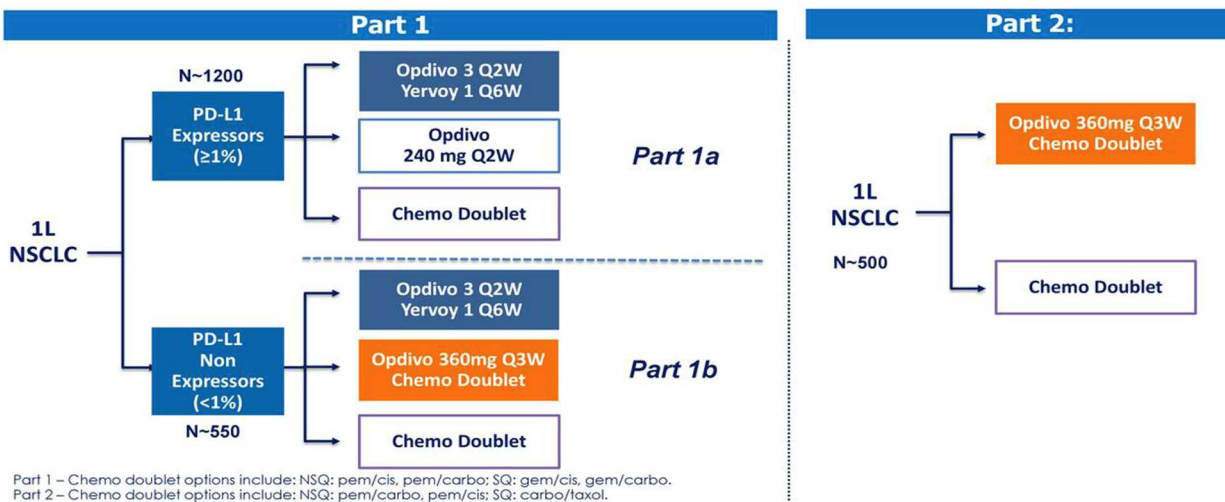 Part 1
N~1200
PD-L1
Expressors
(≥1%)
Opdivo 3 Q2W
Yervoy 1 Q6W
Opdivo
240 mg Q2W
Chemo Doublet
Part 1a
1L
NSCLC
PD-L1
Non
Expressors
(<1%)
N~550
Opdivo 3 Q2W
Yervoy 1 Q6W
Opdivo 360mg Q3W
Chemo Doublet
Chemo Doublet
Part 1b
Part 1 – Chemo doublet options include: NSQ: pem/cis, pem/carbo; SQ: gem/cis, gem/carbo.
Part 2 – Chemo doublet options include: NSQ: pem/carbo, pem/cis; SQ: carbo/taxol.
Part 2:
1L
NSCLC
N~500
Opdivo 360mg Q3W
Chemo Doublet
Chemo Doublet